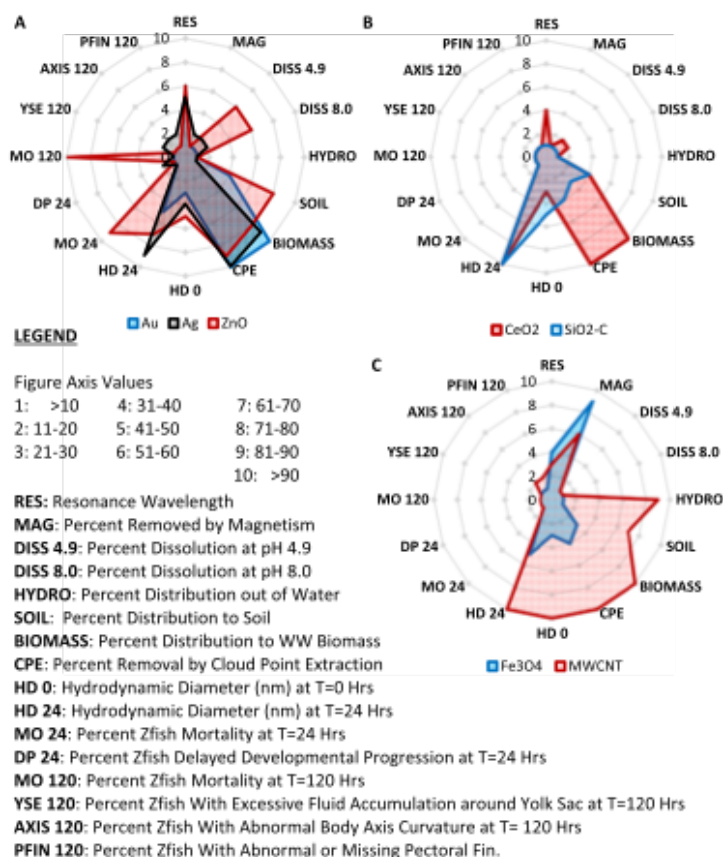 A
RES
10
8
6
4
2
0
MAG
DISS 4.9
DISS 8.0
HYDRO
SOIL
BIOMASS
CPE
HD 0
HD 24
MO 24
DP 24
MO 120
YSE 120
AXIS 120
PFIN 120
Au Ag ZnO
B
RES
10
8
6
4
2
0
MAG
DISS 4.9
DISS 8.0
HYDRO
SOIL
BIOMASS
CPE
HD 0
HD 24
MO 24
DP 24
MO 120
YSE 120
AXIS 120
PFIN 120
CeO2 SiO2-C
C
RES
10
8
6
4
2
0
MAG
DISS 4.9
DISS 8.0
HYDRO
SOIL
BIOMASS
CPE
HD 0
HD 24
MO 24
DP 24
MO 120
YSE 120
AXIS 120
PFIN 120
Fe3O4 MWCNT
LEGEND
Figure Axis Values
1: >10 4: 31-40 7: 61-70
2: 11-20 5: 41-50 8: 71-80
3: 21-30 6: 51-60 9: 81-90
10: >90
RES: Resonance Wavelength
MAG: Percent Removed by Magnetism
DISS 4.9: Percent Dissolution at pH 4.9
DISS 8.0: Percent Dissolution at pH 8.0
HYDRO: Percent Distribution out of Water
SOIL: Percent Distribution to Soil
BIOMASS: Percent Distribution to WW Biomass
CPE: Percent Removal by Cloud Point Extraction
HD 0: Hydrodynamic Diameter (nm) at T=0 Hrs
HD 24: Hydrodynamic Diameter (nm) at T=24 Hrs
MO 24: Percent Zfish Mortality at T=24 Hrs
DP 24: Percent Zfish Delayed Developmental Progression at T=24 Hrs
MO 120: Percent Zfish Mortality at T=120 Hrs
YSE 120: Percent Zfish With Excessive Fluid Accumulation around Yolk Sac at T=120 Hrs
AXIS 120: Percent Zfish With Abnormal Body Axis Curvature at T= 120 Hrs
PFIN 120: Percent Zfish With Abnormal or Missing Pectoral Fin.